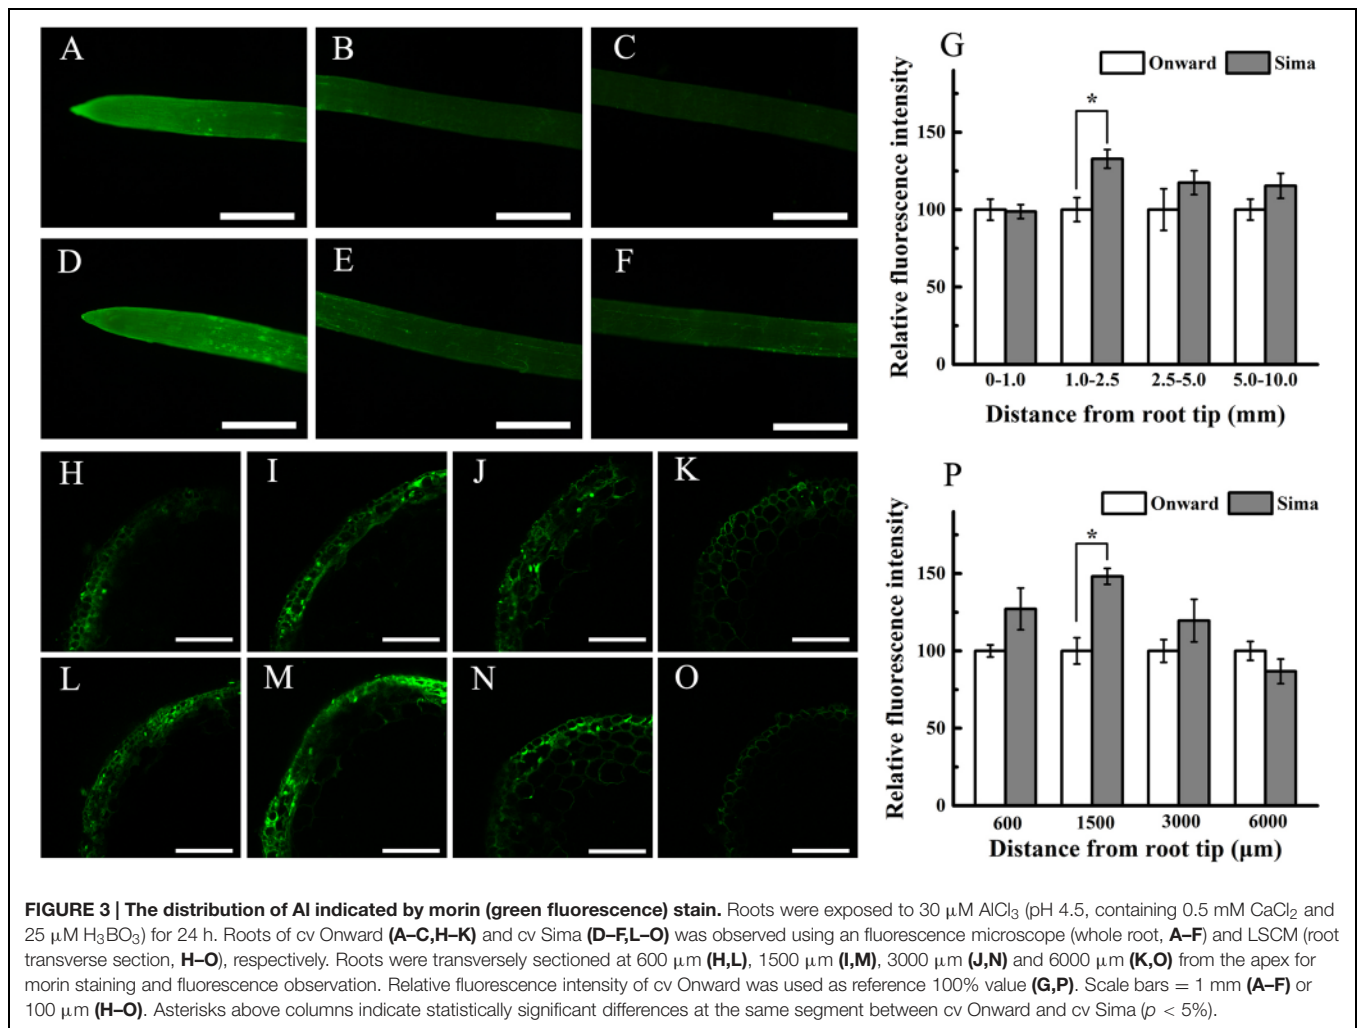 A
B
C
D
E
F
G
Onward
Sima
*
Relative fluorescence intensity
150
100
50
0
0-1.0
1.0-2.5
2.5-5.0
5.0-10.0
Distance from root tip (mm)
H
I
J
K
L
M
N
O
P
Onward
Sima
*
Relative fluorescence intensity
150
100
50
0
600
1500
3000
6000
Distance from root tip (μm)
FIGURE 3 | The distribution of Al indicated by morin (green fluorescence) stain. Roots were exposed to 30 μM AlCl₃ (pH 4.5, containing 0.5 mM CaCl₂ and
25 μM H₃BO₃) for 24 h. Roots of cv Onward (A–C,H–K) and cv Sima (D–F,L–O) was observed using an fluorescence microscope (whole root, A–F) and LSCM (root
transverse section, H–O), respectively. Roots were transversely sectioned at 600 μm (H,L), 1500 μm (I,M), 3000 μm (J,N) and 6000 μm (K,O) from the apex for
morin staining and fluorescence observation. Relative fluorescence intensity of cv Onward was used as reference 100% value (G,P). Scale bars = 1 mm (A–F) or
100 μm (H–O). Asterisks above columns indicate statistically significant differences at the same segment between cv Onward and cv Sima (p < 5%).